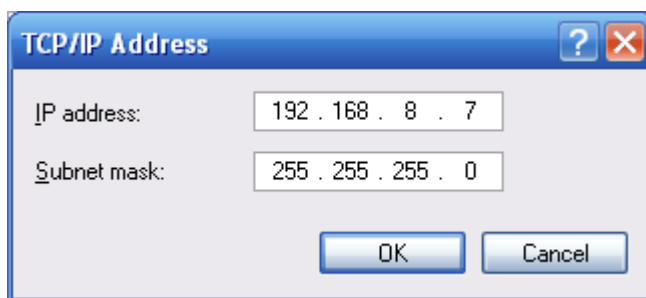 TCP/IP Address
IP address: 192 . 168 . 8 . 7
Subnet mask: 255 . 255 . 255 . 0
OK Cancel